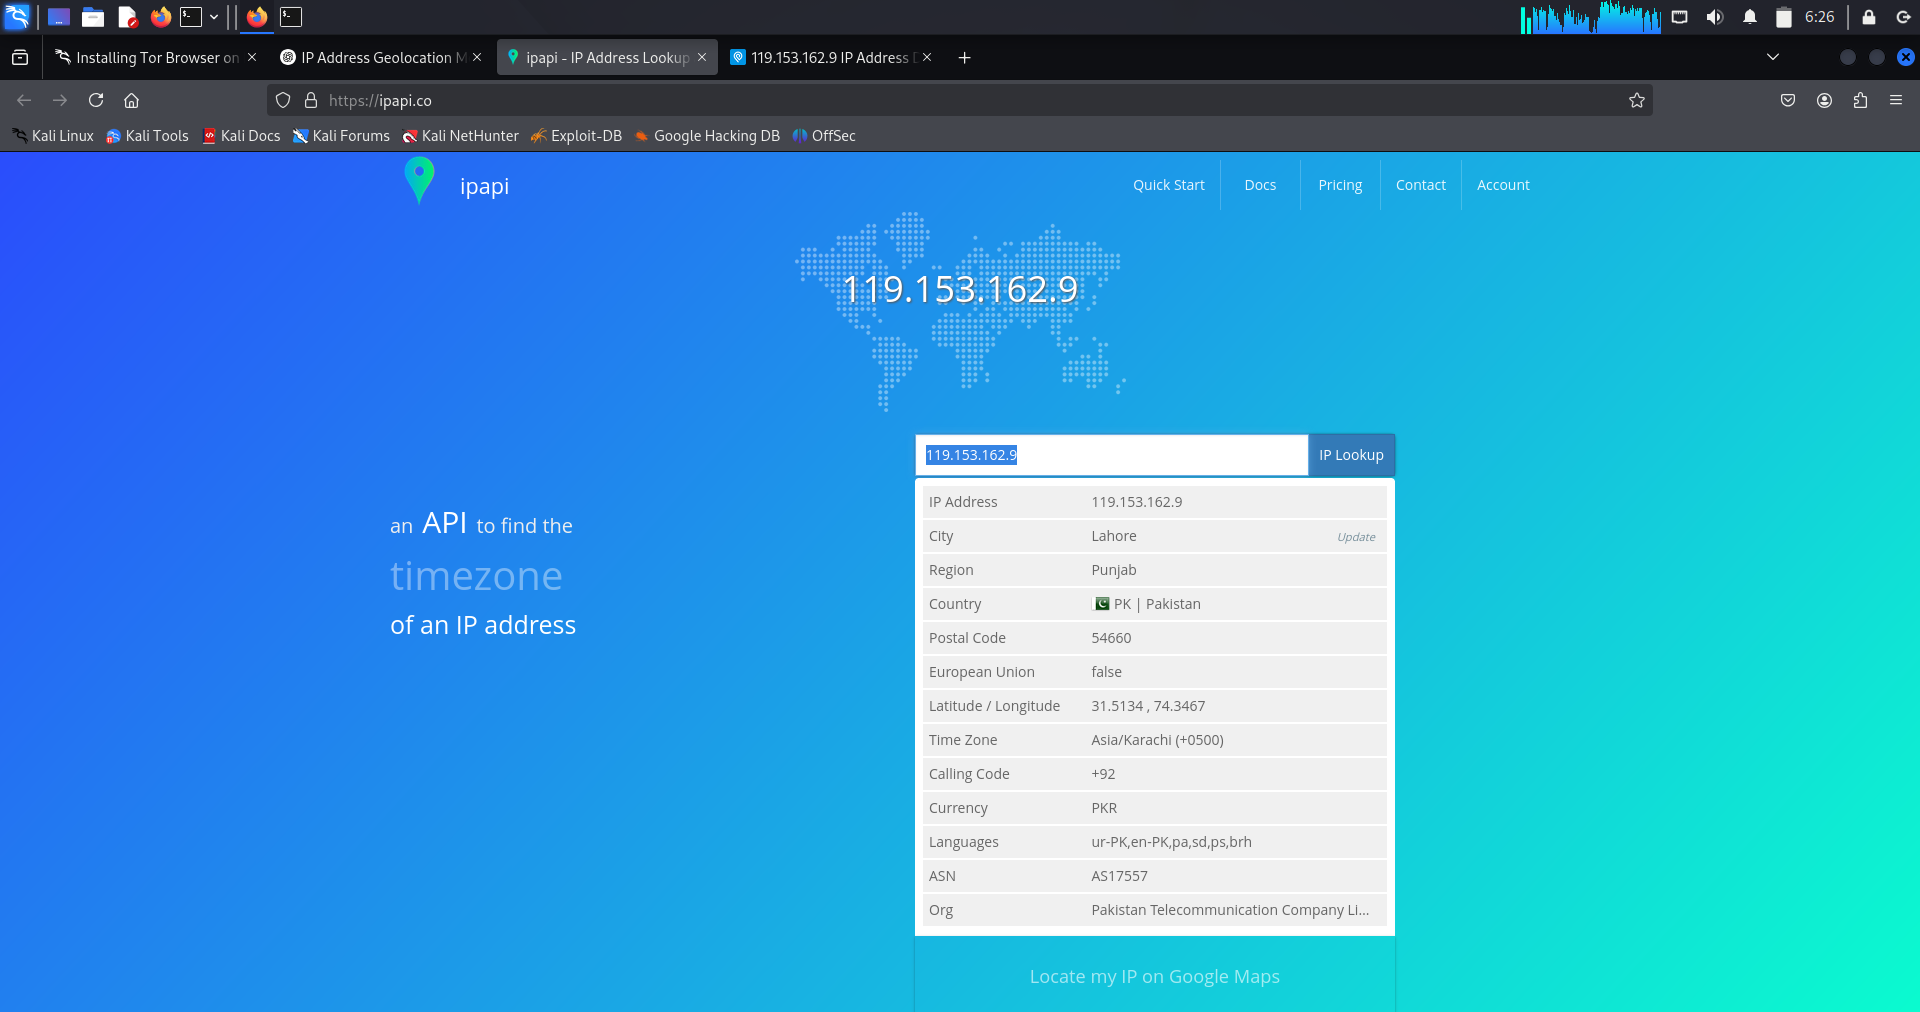 6:26
Installing Tor Browser on
IP Address Geolocation M
ipapi - IP Address Lookup
119.153.162.9 IP Address D
https://ipapi.co
Kali Linux
Kali Tools
Kali Docs
Kali Forums
Kali NetHunter
Exploit-DB
Google Hacking DB
OffSec
ipapi
Quick Start
Docs
Pricing
Contact
Account
119.153.162.9
119.153.162.9
IP Lookup
an API to find the
timezone
of an IP address
IP Address 119.153.162.9
City Lahore Update
Region Punjab
Country PK | Pakistan
Postal Code 54660
European Union false
Latitude / Longitude 31.5134 , 74.3467
Time Zone Asia/Karachi (+0500)
Calling Code +92
Currency PKR
Languages ur-PK,en-PK,pa,sd,ps,brh
ASN AS17557
Org Pakistan Telecommunication Company Li...
Locate my IP on Google Maps